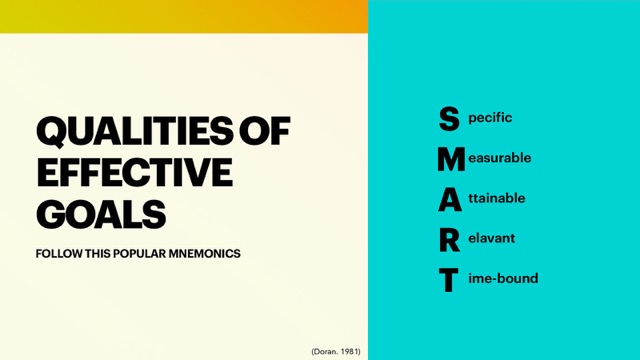 QUALITIES OF
EFFECTIVE
GOALS
FOLLOW THIS POPULAR MNEMONICS
(Doran. 1981)
S pecific
M easurable
A ttainable
R elavant
T ime-bound